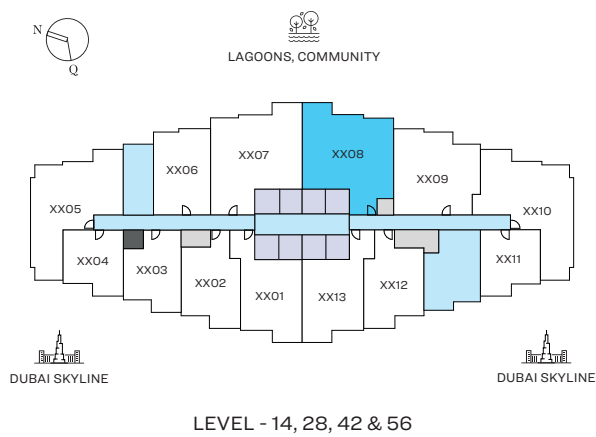 N
Q
LAGOONS, COMMUNITY
XX06
XX07
XX08
XX09
XX05
XX10
XX04
XX03
XX02
XX01
XX13
XX12
XX11
DUBAI SKYLINE
DUBAI SKYLINE
LEVEL - 14, 28, 42 & 56